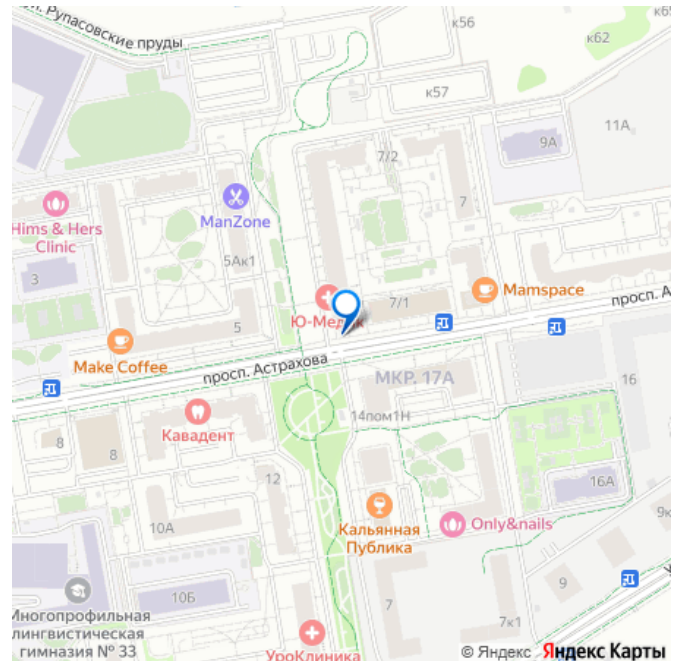 л. Рупасовские пруды
к56
к65
к62
к57
11А
9А
7/2
ManZone
7
Hims & Hers
Clinic
5Ак1
3
Mamspace
7/1
Ю-Медик
просп. А
5
Make Coffee
просп. Астрахова
МКР. 17А
16
14пом1Н
Кавадент
8
8
12
16А
10А
Кальянная
Публика
Only&nails
9к
9
10Б
7
7к1
Многопрофильная
лингвистическая
гимназия № 33
УроКлиника
© Яндекс Яндекс Карты